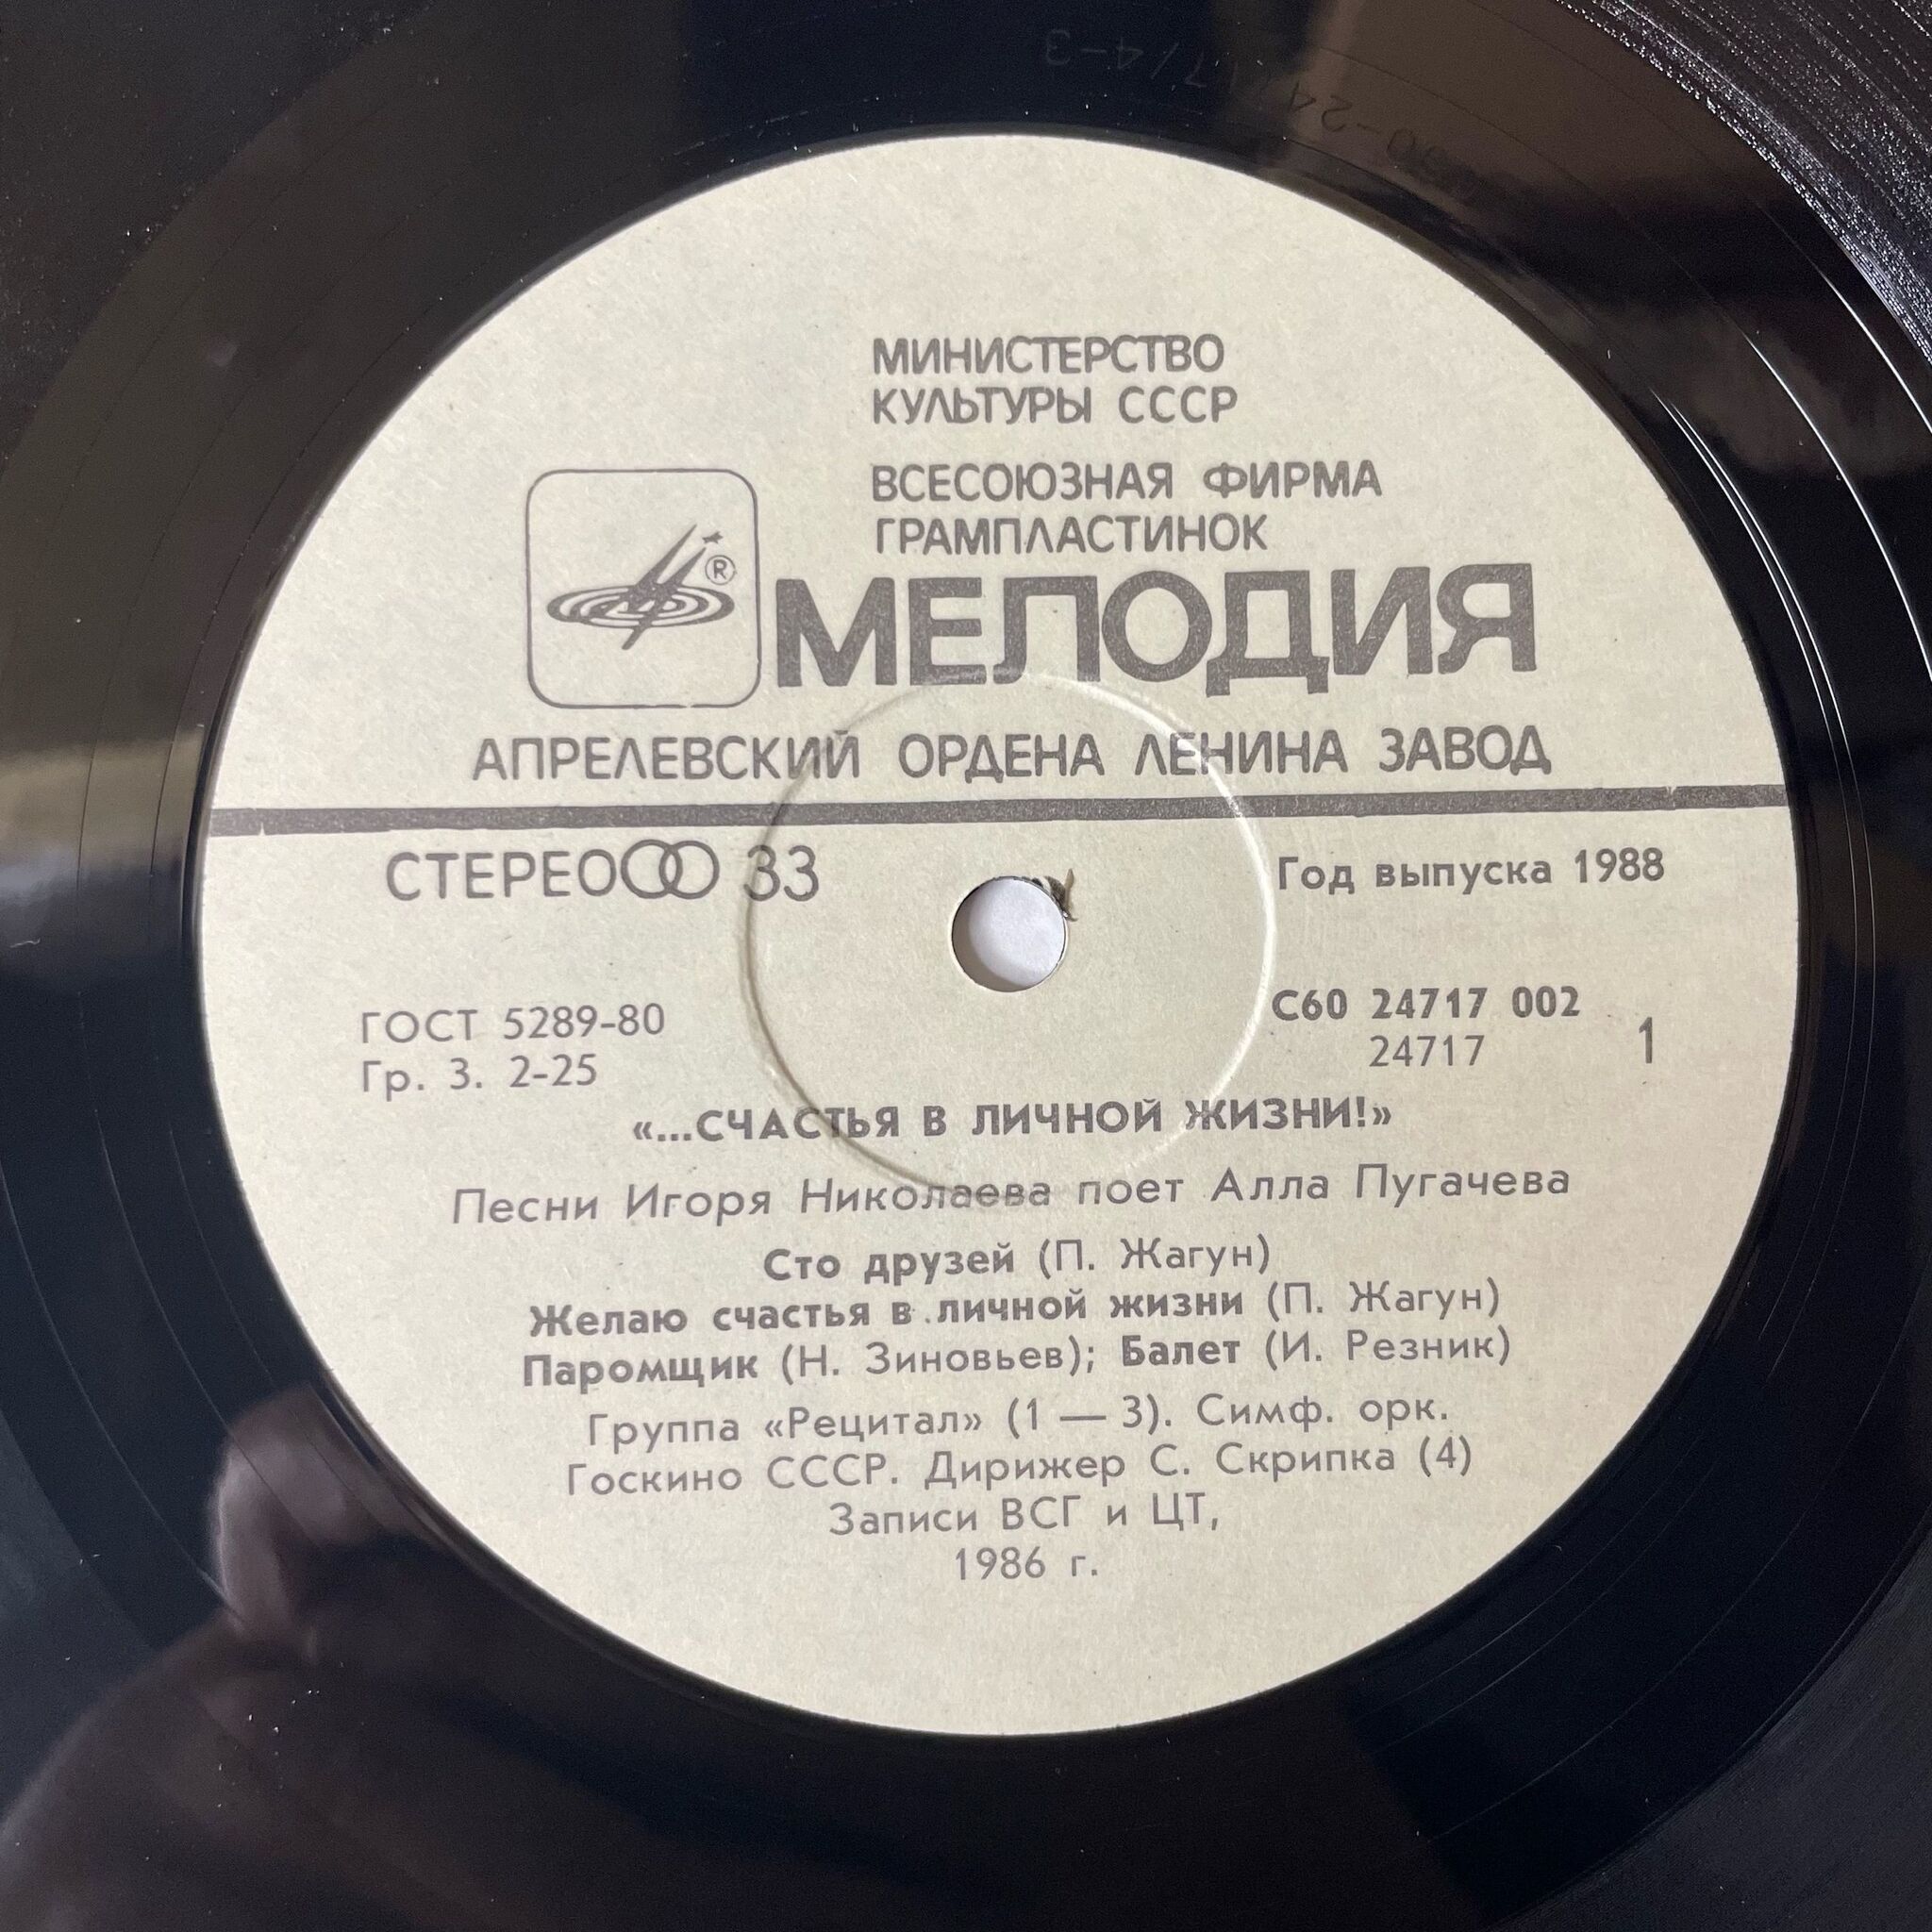 МИНИСТЕРСТВО
КУЛЬТУРЫ СССР
ВСЕСОЮЗНАЯ ФИРМА
ГРАМПЛАСТИНОК
®
МЕЛОДИЯ
АПРЕЛЕВСКИЙ ОРДЕНА ЛЕНИНА ЗАВОД
СТЕРЕО 33
Год выпуска 1988
ГОСТ 5289-80
Гр. 3. 2-25
С60 24717 002
24717
1
«...СЧАСТЬЯ В ЛИЧНОЙ ЖИЗНИ!»
Песни Игоря Николаева поет Алла Пугачева
Сто друзей (П. Жагун)
Желаю счастья в личной жизни (П. Жагун)
Паромщик (Н. Зиновьев); Балет (И. Резник)
Группа «Рецитал» (1 — 3). Симф. орк.
Госкино СССР. Дирижер С. Скрипка (4)
Записи ВСГ и ЦТ,
1986 г.